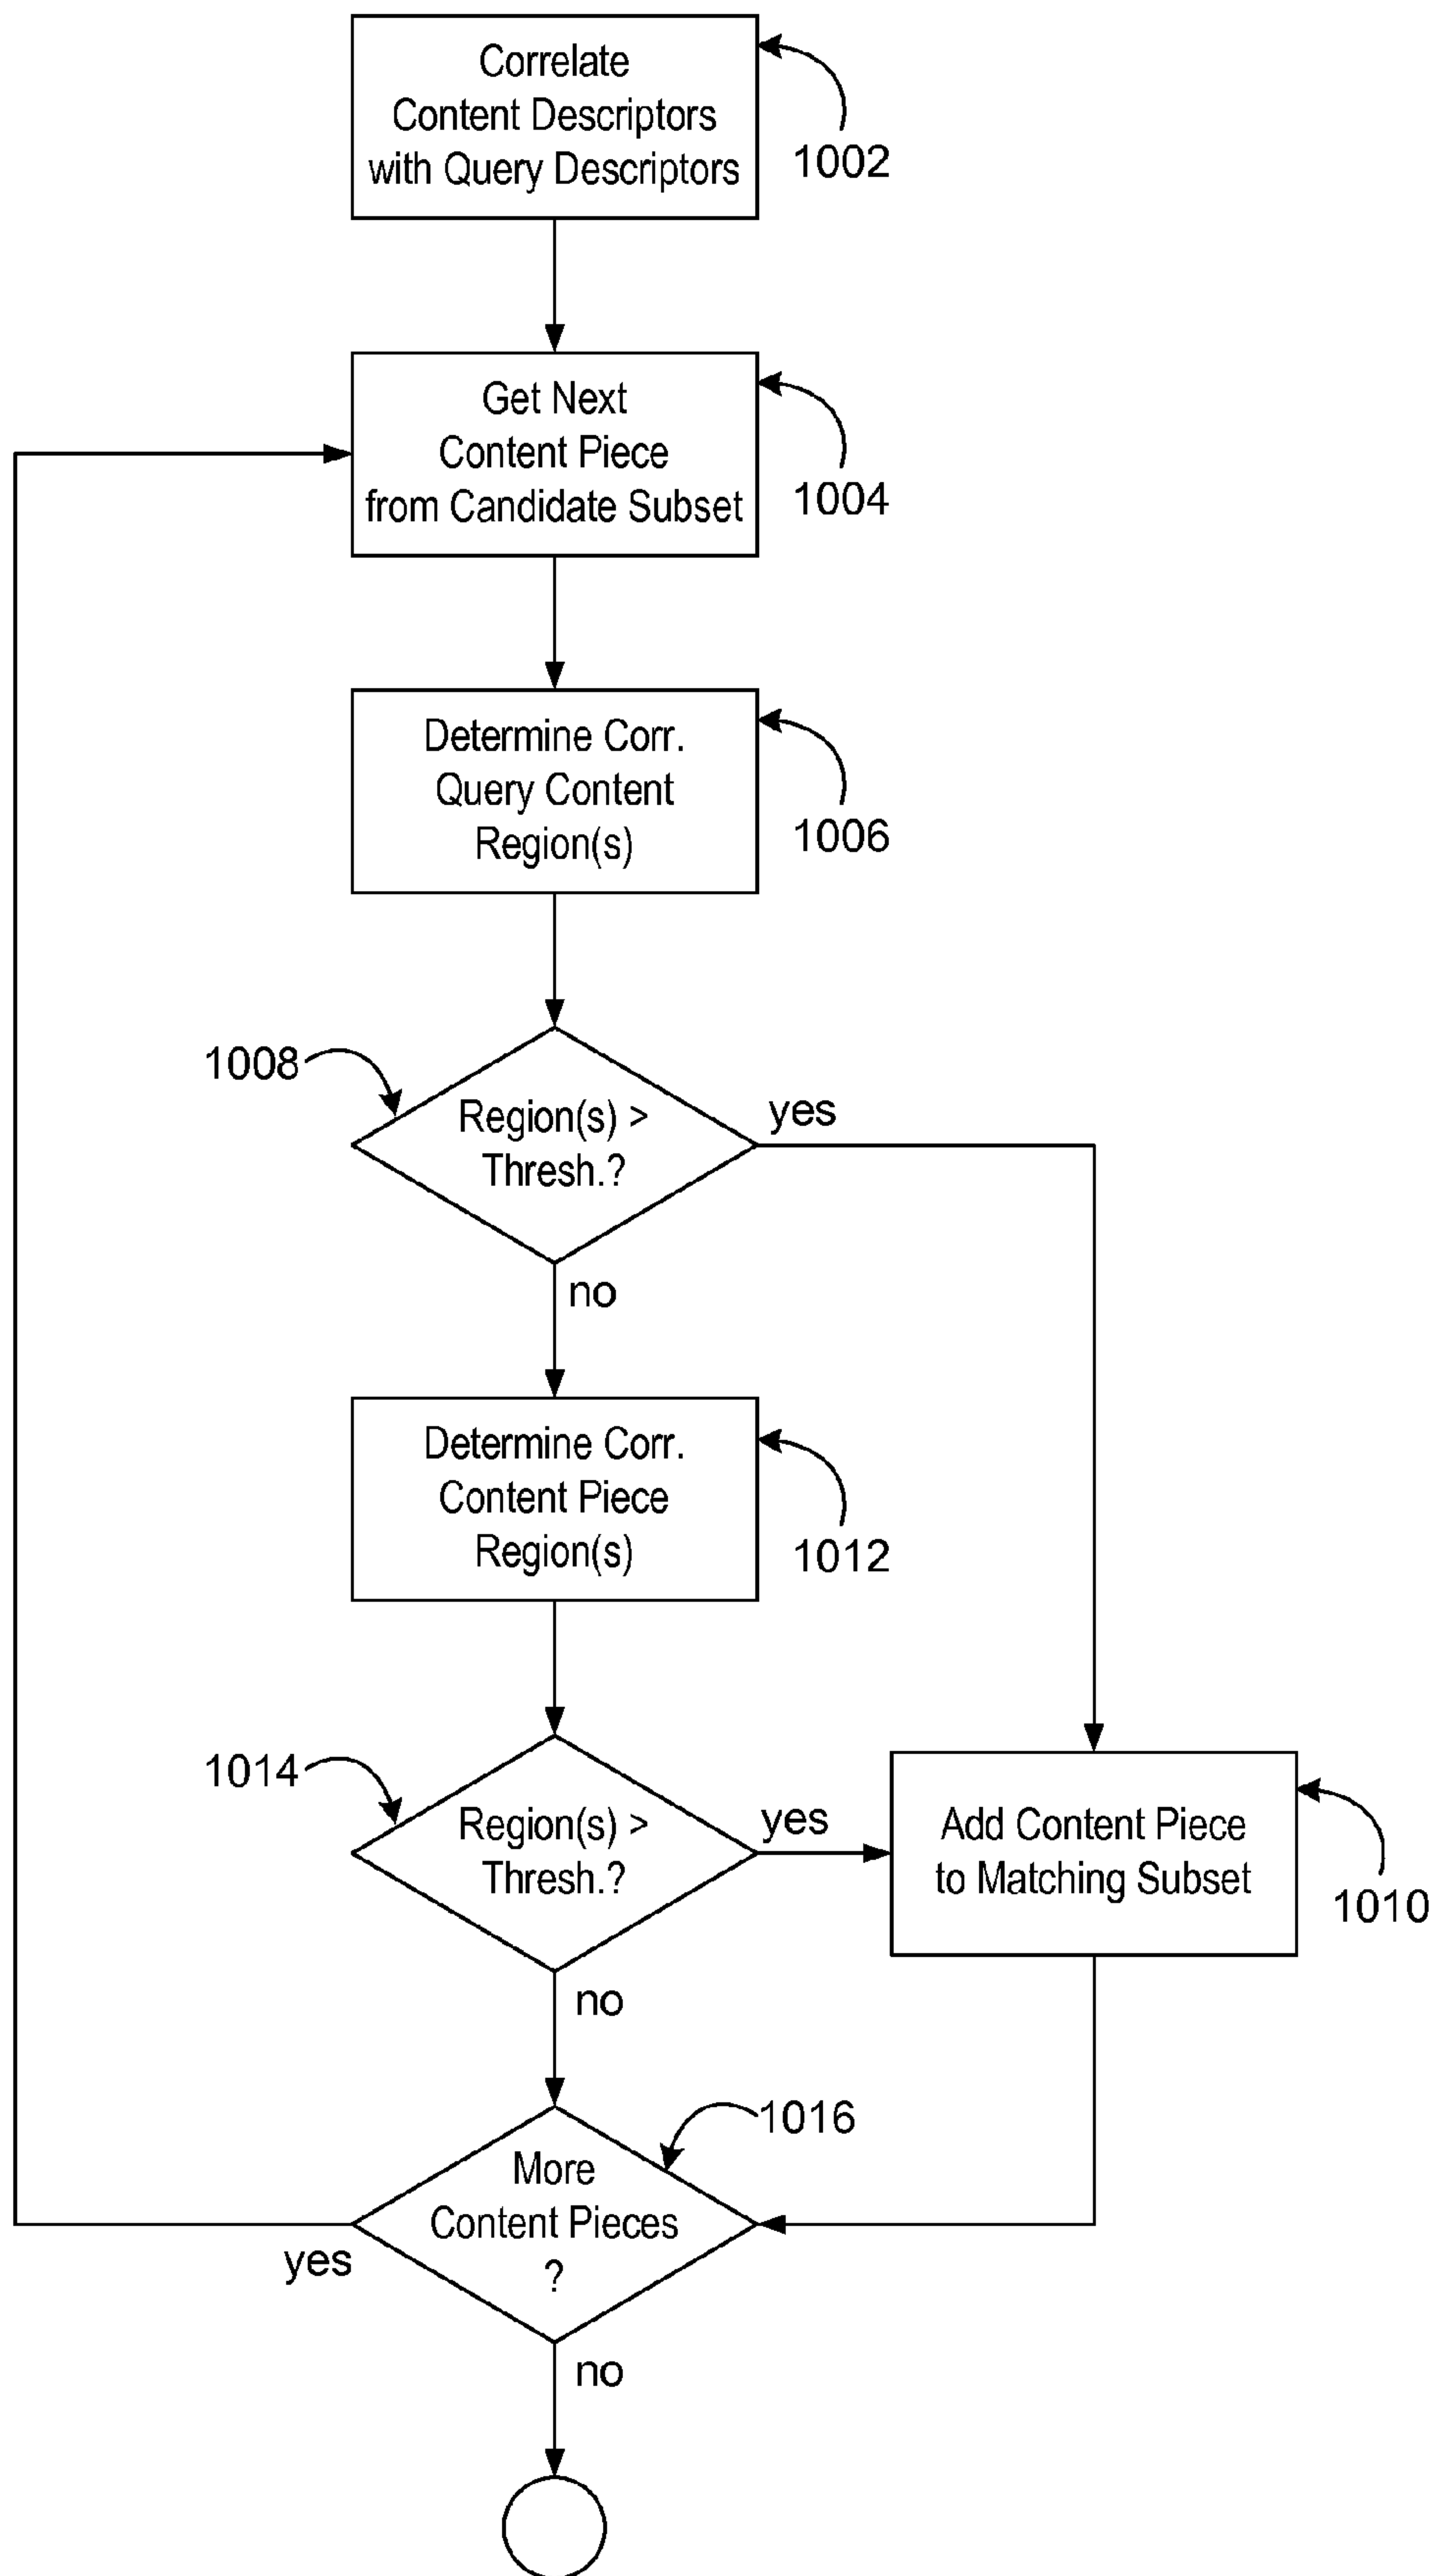 Correlate
Content Descriptors
with Query Descriptors
1002
Get Next
Content Piece
from Candidate Subset
1004
Determine Corr.
Query Content
Region(s)
1006
1008
Region(s) >
Thresh.?
yes
no
Determine Corr.
Content Piece
Region(s)
1012
1014
Region(s) >
Thresh.?
yes
Add Content Piece
to Matching Subset
1010
no
1016
More
Content Pieces
?
yes
no